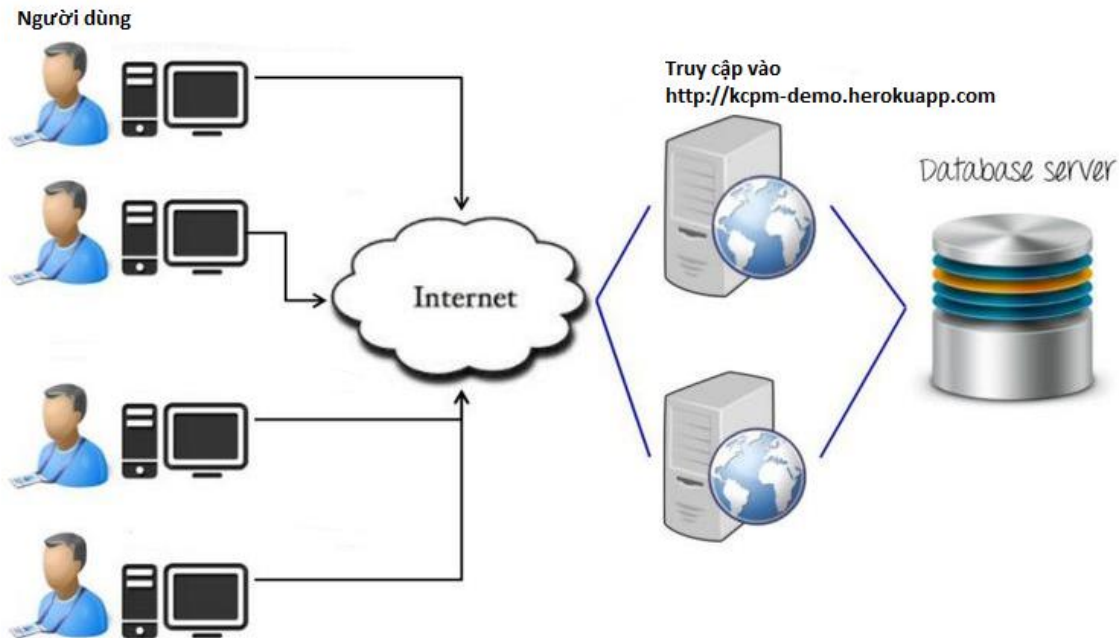 Người dùng
Truy cập vào
http://kcpm-demo.herokuapp.com
Database server
Internet